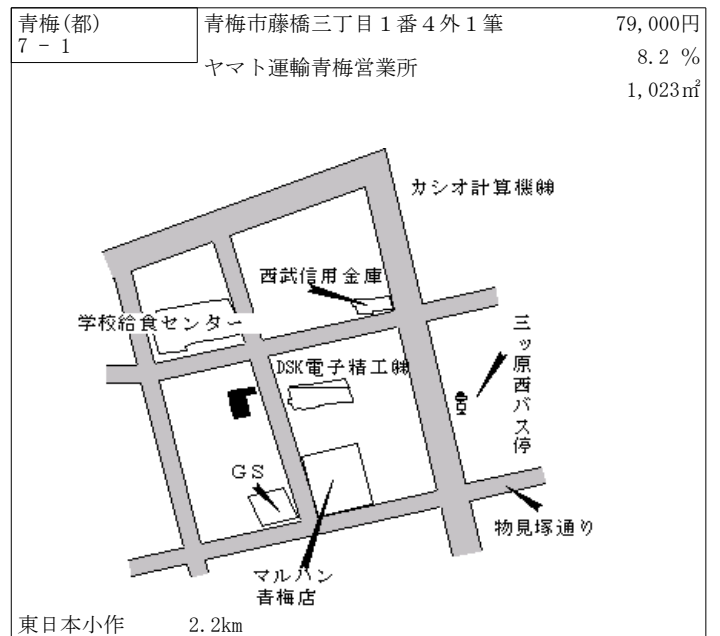 青梅(都)
7 - 1
青梅市藤橋三丁目1番4外1筆
79,000円
ヤマト運輸青梅営業所
8.2 %
1,023㎡
カシオ計算機㈱
西武信用金庫
学校給食センター
三ッ原西バス停
DSK電子精工㈱
GS
物見塚通り
マルハン
青梅店
東日本小作
2.2km